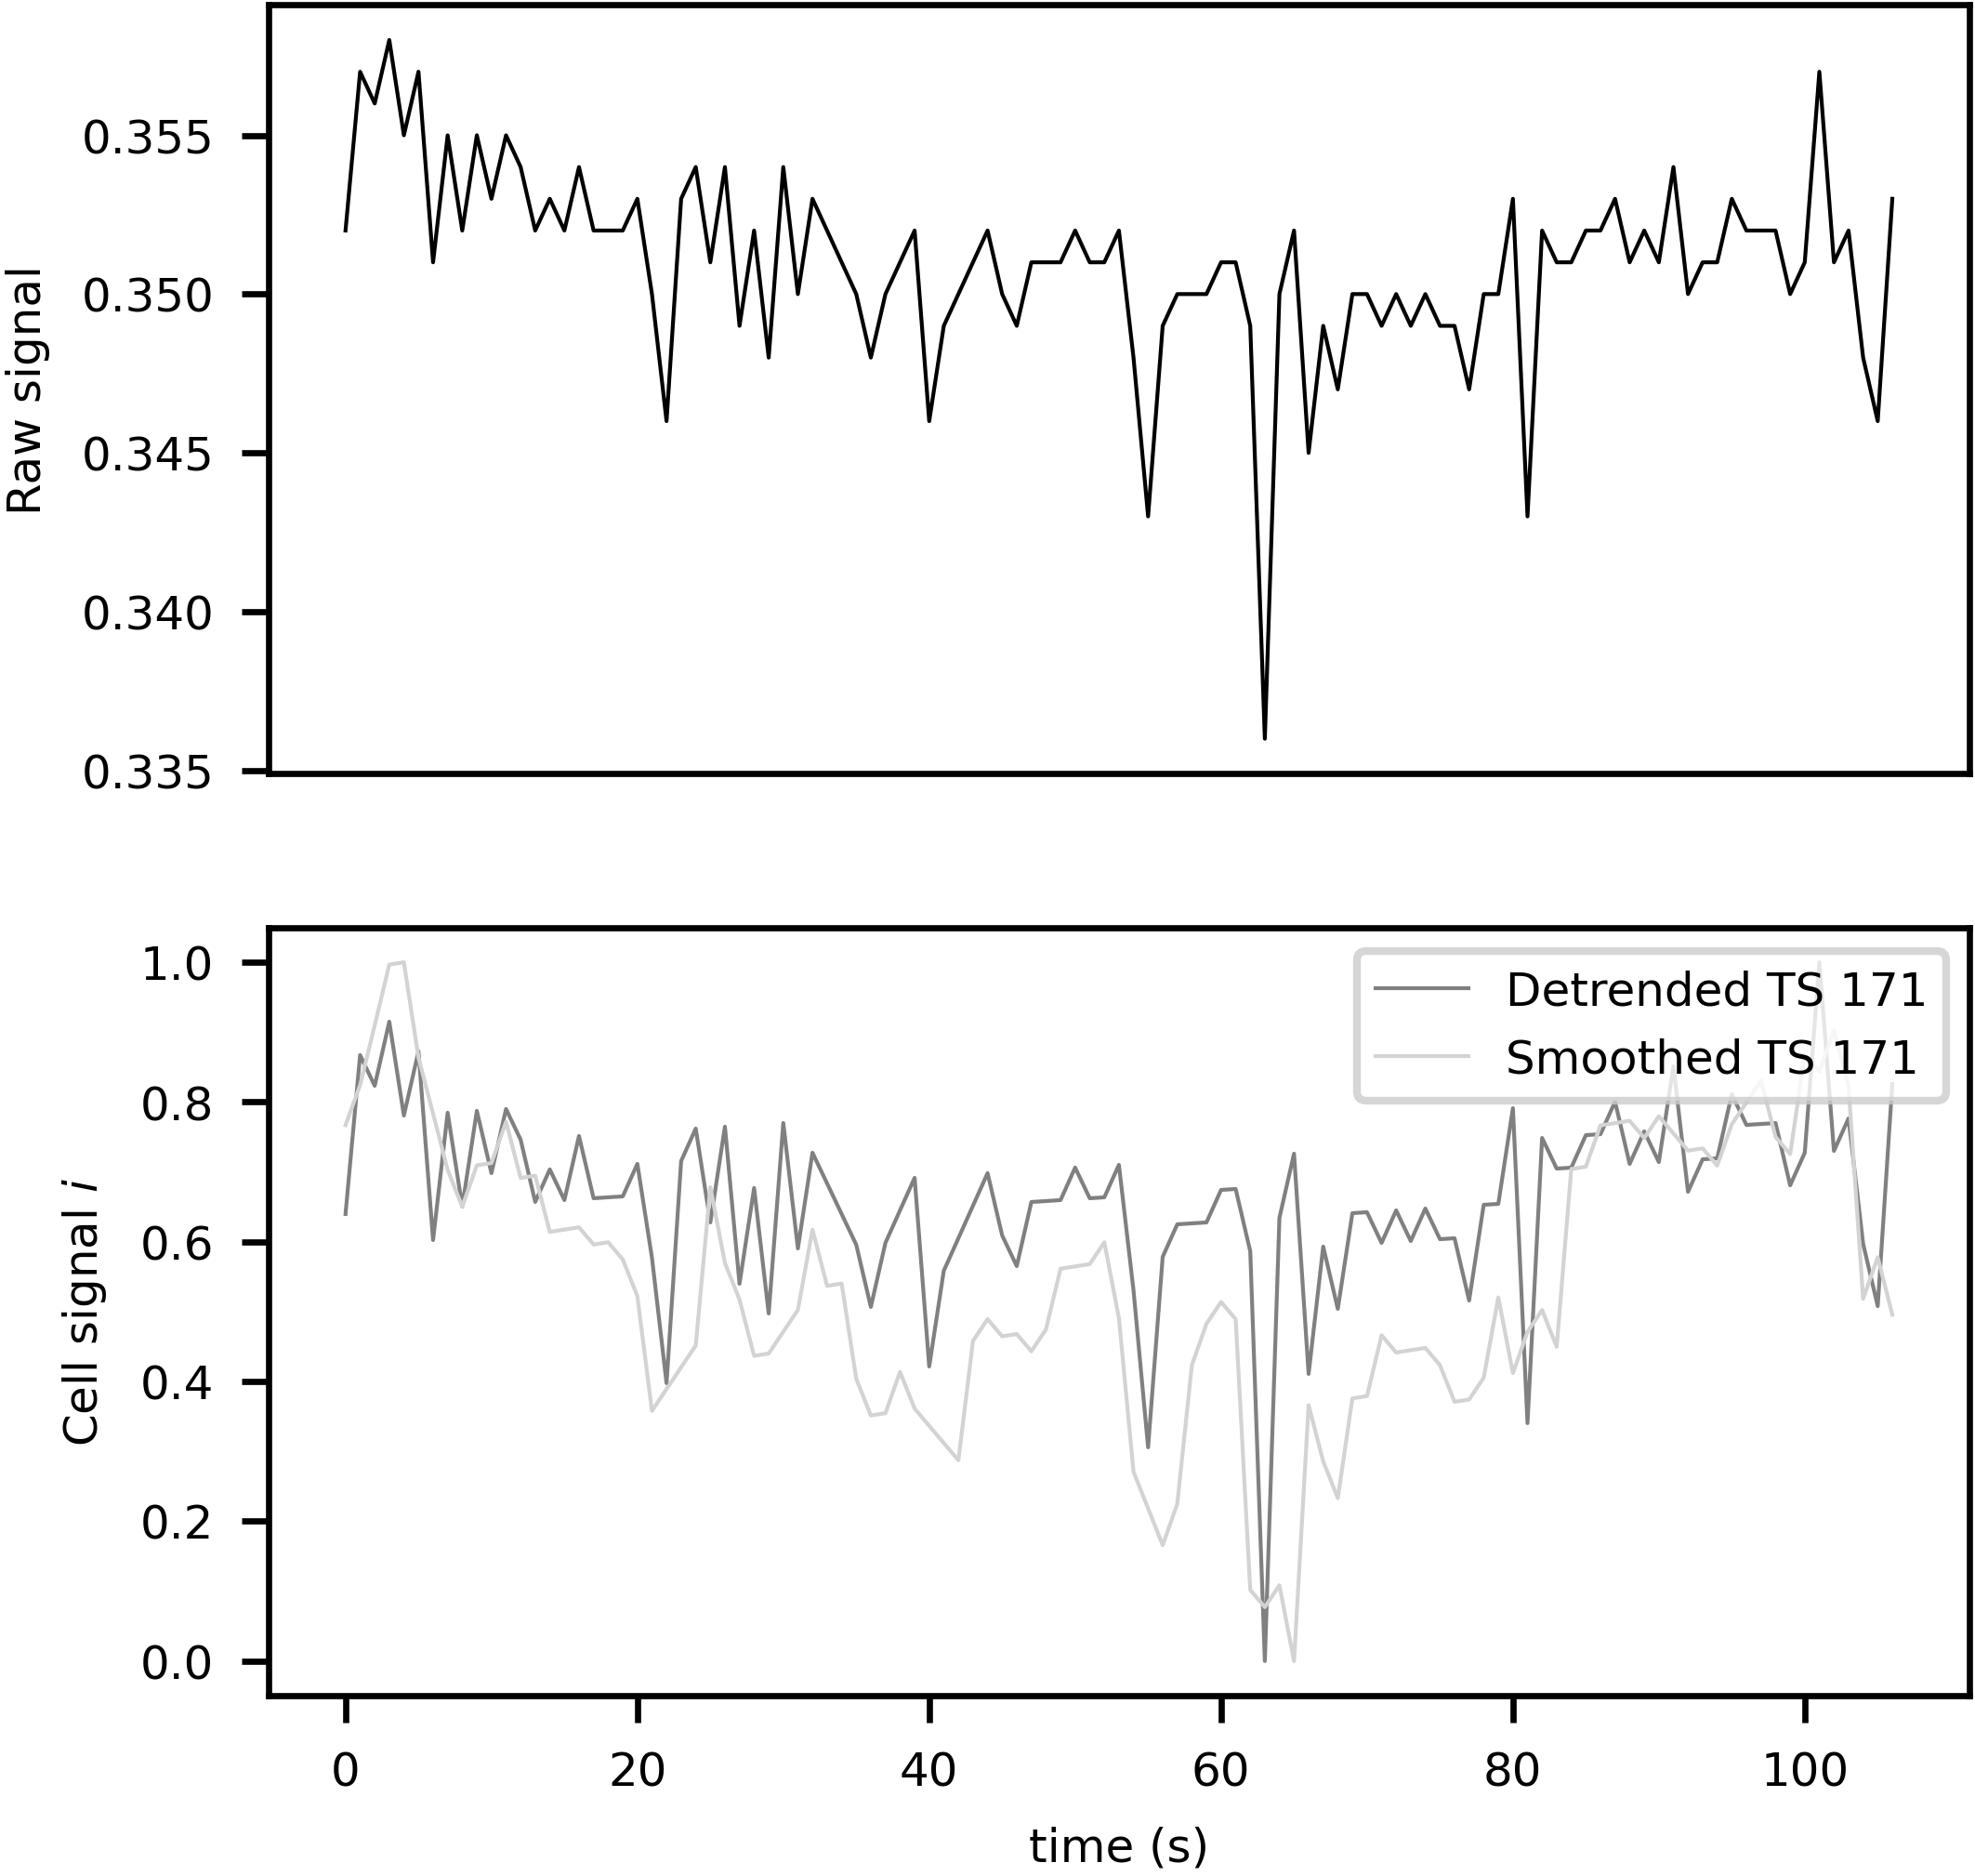 Raw signal
0.355
0.350
0.345
0.340
0.335
Cell signal i
1.0
0.8
0.6
0.4
0.2
0.0
Detrended TS 171
Smoothed TS 171
0 20 40 60 80 100
time (s)